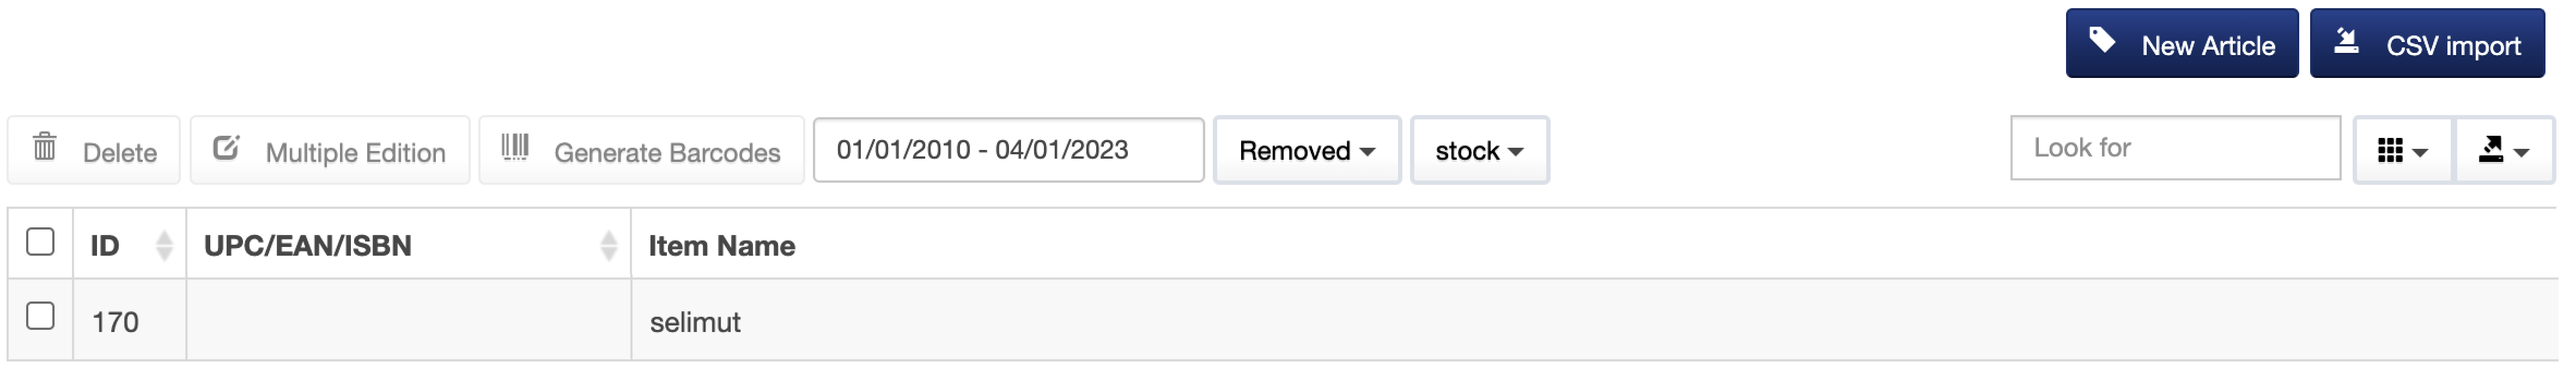 New Article CSV import
Delete Multiple Edition Generate Barcodes 01/01/2010 - 04/01/2023 Removed stock Look for
ID UPC/EAN/ISBN Item Name
170 selimut